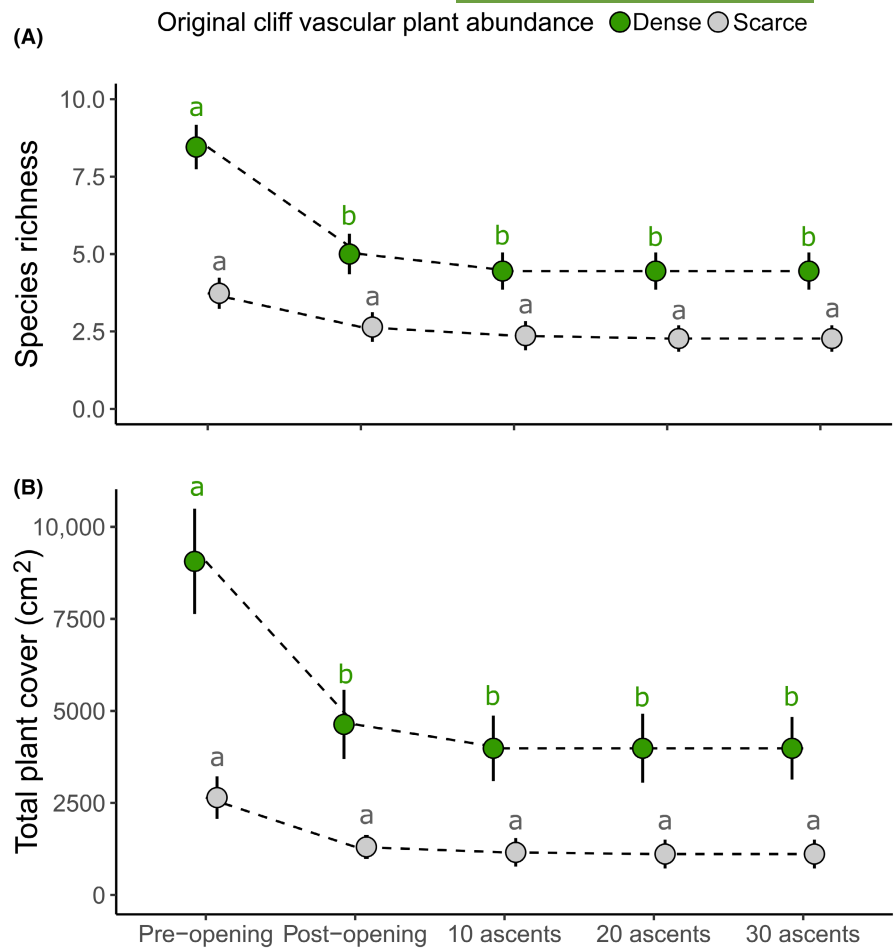 Original cliff vascular plant abundance Dense Scarce
(A)
Species richness
10.0
7.5
5.0
2.5
0.0
a
b
b
b
b
a
a
a
a
a
(B)
Total plant cover (cm²)
10,000
7500
5000
2500
0
a
b
b
b
b
a
a
a
a
a
Pre−opening Post−opening 10 ascents 20 ascents 30 ascents